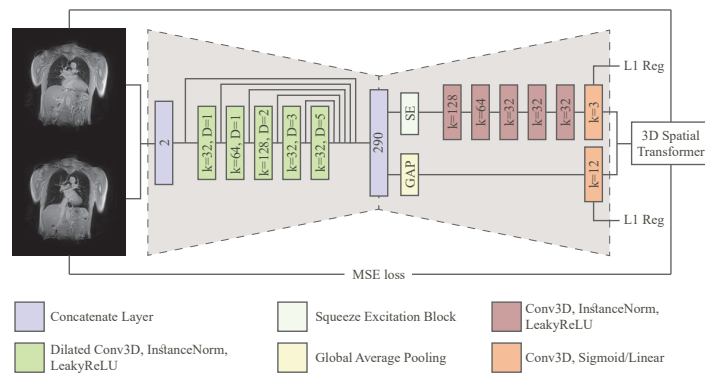 L1 Reg
2
k=32, D=1
k=64, D=1
k=128, D=2
k=32, D=3
k=32, D=5
290
SE
k=128
k=64
k=32
k=32
k=32
k=3
3D Spatial
Transformer
GAP
k=12
L1 Reg
MSE loss
Concatenate Layer
Squeeze Excitation Block
Conv3D, InstanceNorm,
LeakyReLU
Dilated Conv3D, InstanceNorm,
LeakyReLU
Global Average Pooling
Conv3D, Sigmoid/Linear